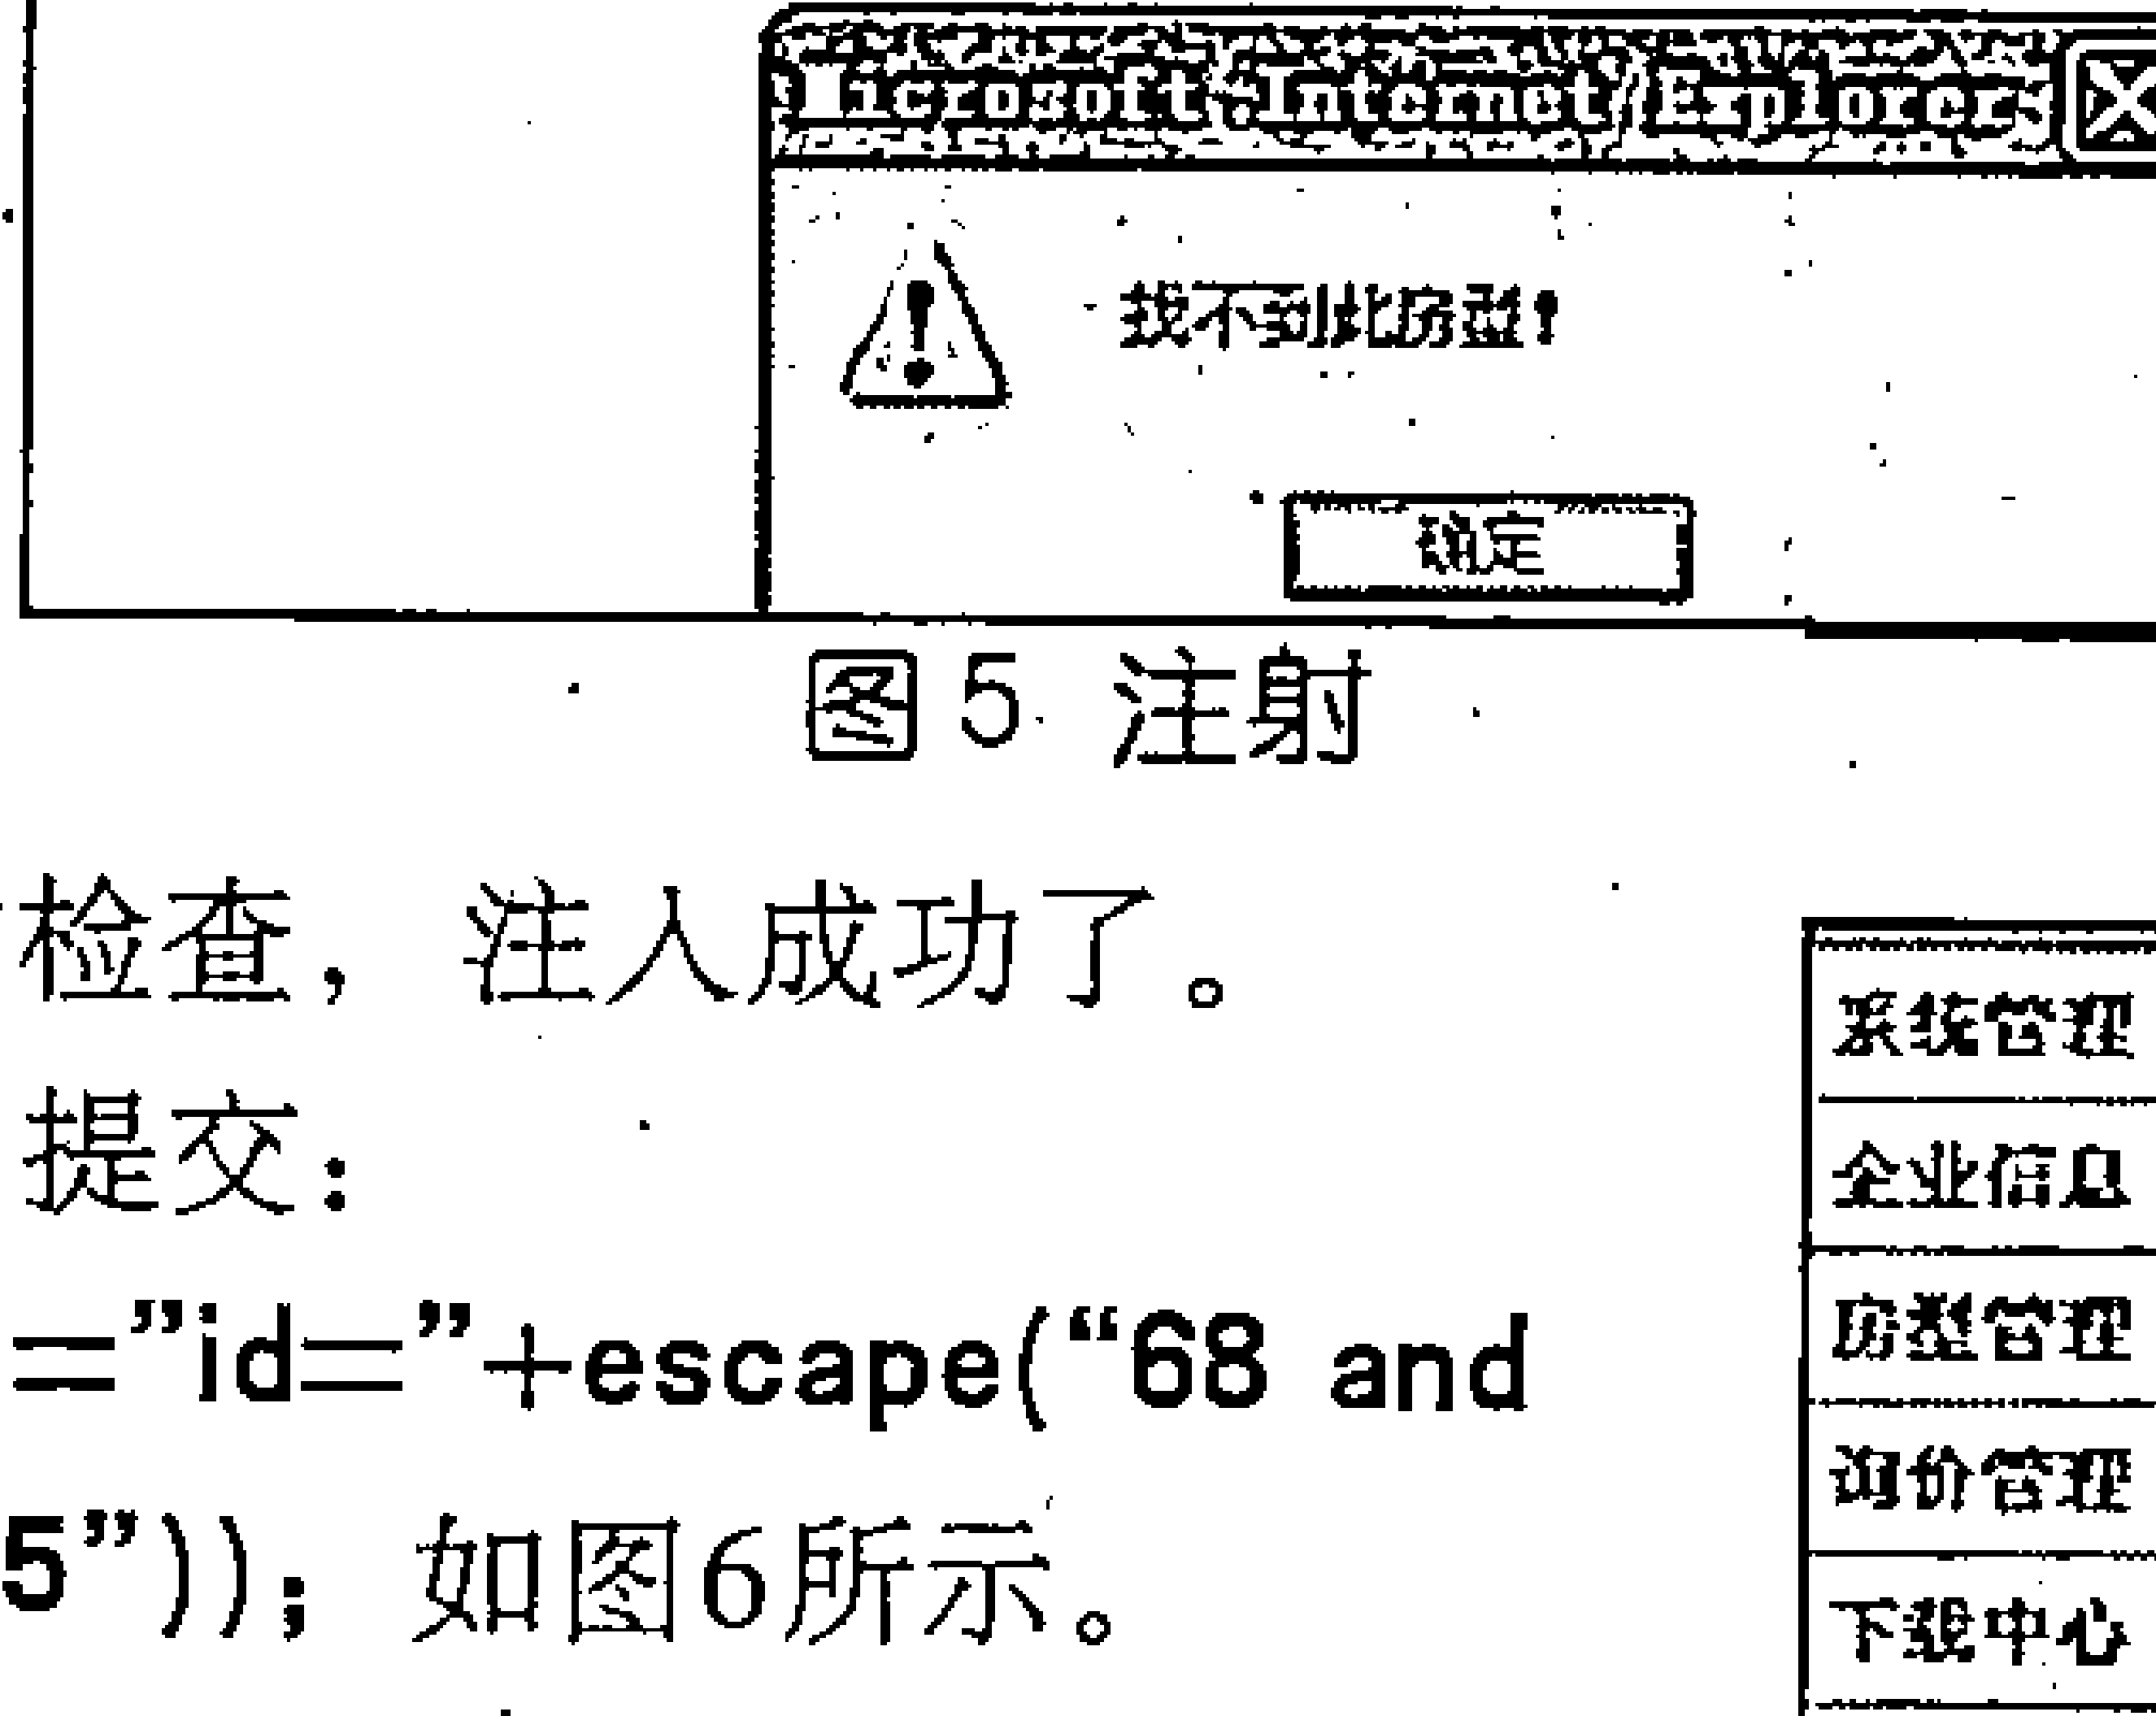 Microsoft Internet Explorer
找不到此房型!
确定
图 5 注射
检查，注入成功了。
提交：
="id="+escape("68 and
5"))；如图6所示。
系统管理
企业信息
房型管理
询价管理
下线中心